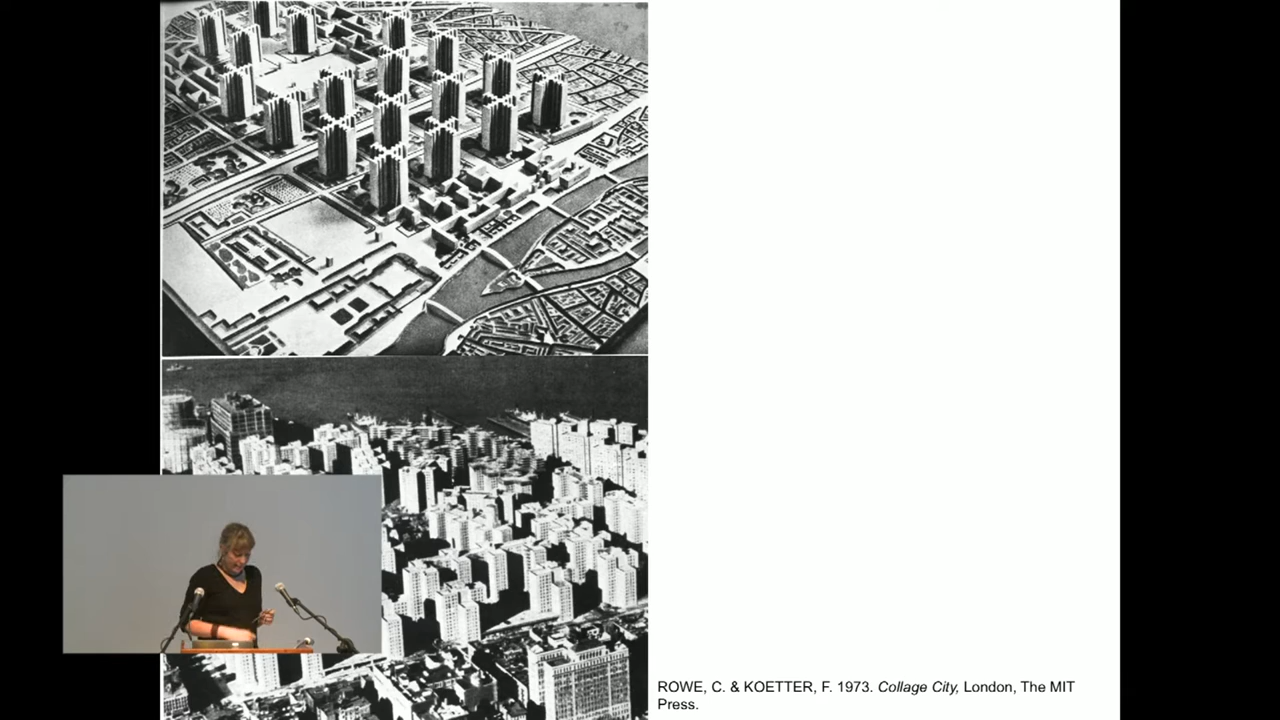 ROWE, C. & KOETTER, F. 1973. Collage City, London, The MIT
Press.